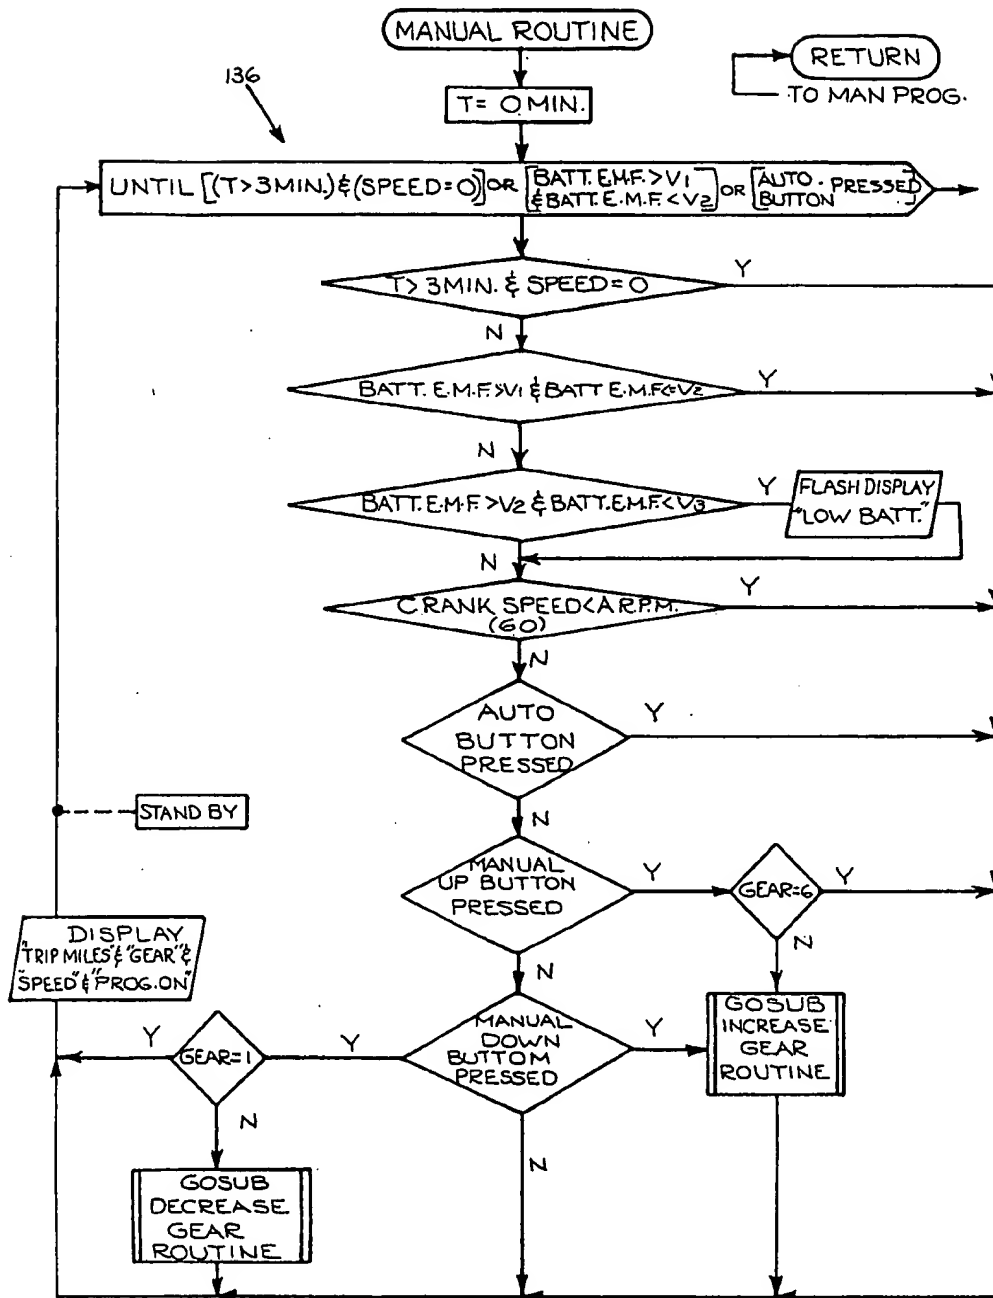 MANUAL ROUTINE
RETURN
TO MAN PROG.
136
T= 0 MIN.
UNTIL [(T>3MIN.)&(SPEED=0)] OR [BATT.E.M.F.>V1 &BATT.E.M.F.<V2] OR [AUTO. PRESSED BUTTON]
T> 3MIN. & SPEED=0
Y
N
BATT. E.M.F.>V1 & BATT E.M.F.<=V2
Y
N
BATT.E.M.F.>V2 & BATT.E.M.F.<V3
Y
FLASH DISPLAY
"LOW BATT."
N
CRANK SPEED<A R.P.M.
(60)
Y
N
AUTO
BUTTON
PRESSED
Y
N
STAND BY
MANUAL
UP BUTTON
PRESSED
Y
GEAR=6
Y
N
N
DISPLAY
"TRIP MILES"&"GEAR"&
"SPEED"&"PROG.ON"
MANUAL
DOWN
BUTTOM
PRESSED
Y
GOSUB
INCREASE
GEAR
ROUTINE
Y
GEAR=1
Y
N
N
GOSUB
DECREASE
GEAR
ROUTINE